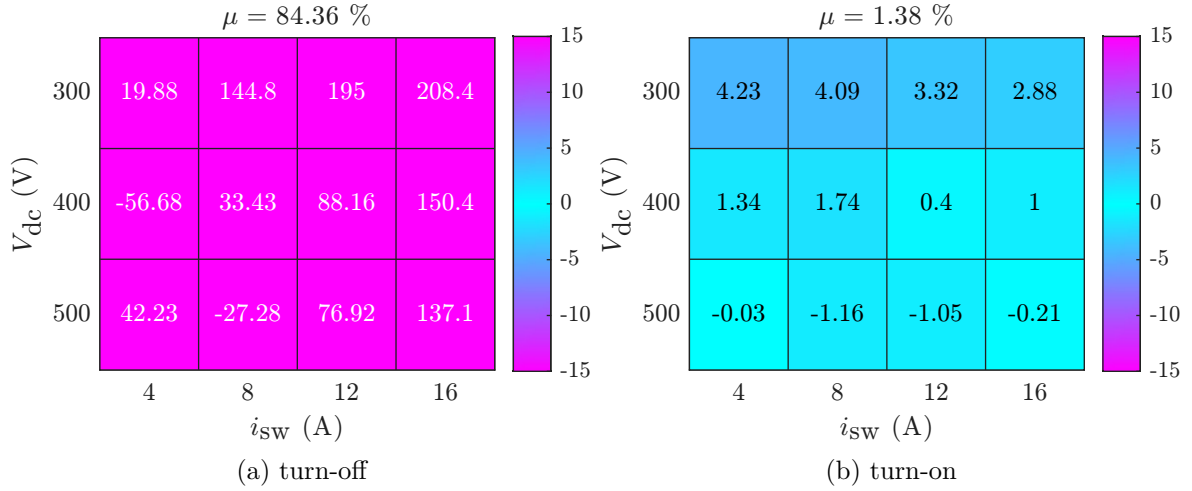 μ = 84.36 %
300 19.88 144.8 195 208.4
400 -56.68 33.43 88.16 150.4
500 42.23 -27.28 76.92 137.1
4 8 12 16
V_dc (V)
i_sw (A)
15
10
5
0
-5
-10
-15
(a) turn-off
μ = 1.38 %
300 4.23 4.09 3.32 2.88
400 1.34 1.74 0.4 1
500 -0.03 -1.16 -1.05 -0.21
4 8 12 16
V_dc (V)
i_sw (A)
15
10
5
0
-5
-10
-15
(b) turn-on